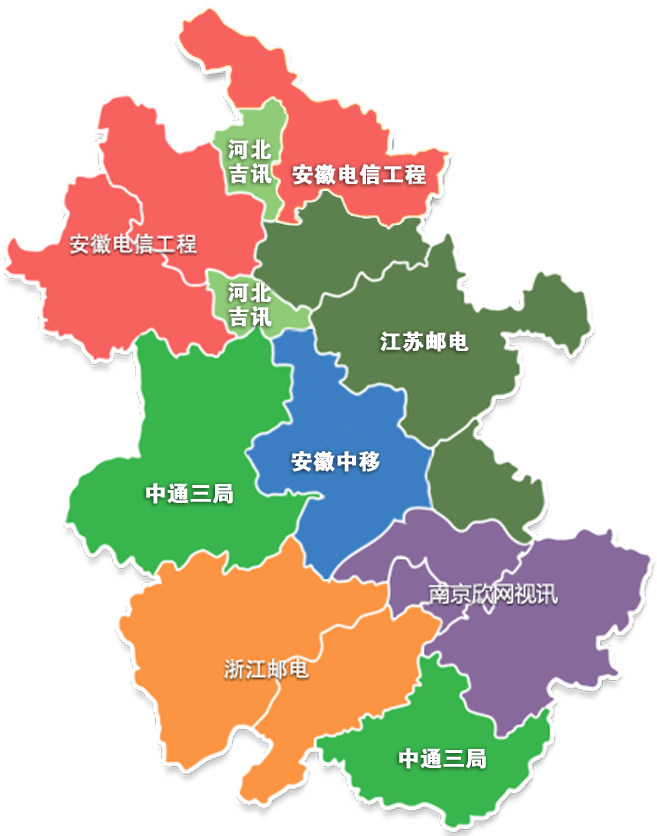 河北
吉讯
安徽电信工程
安徽电信工程
河北
吉讯
江苏邮电
安徽中移
中通三局
南京欣网视讯
浙江邮电
中通三局